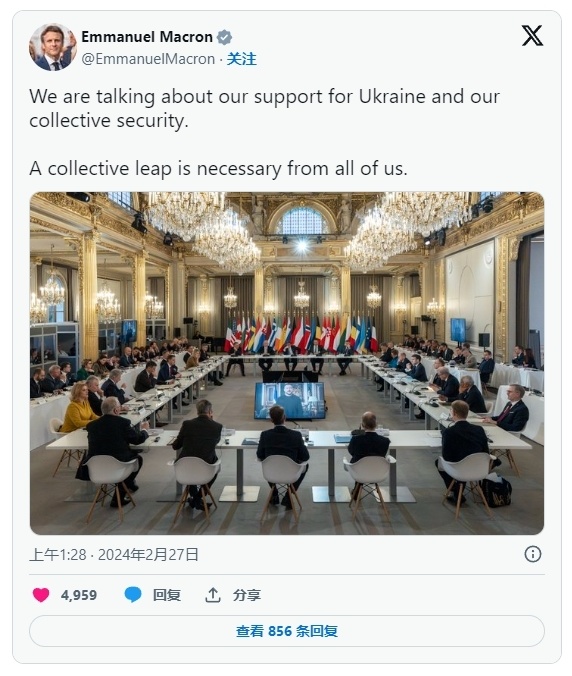 Emmanuel Macron
@EmmanuelMacron · 关注
We are talking about our support for Ukraine and our
collective security.
A collective leap is necessary from all of us.
上午1:28 · 2024年2月27日
4,959 回复 分享
查看 856 条回复